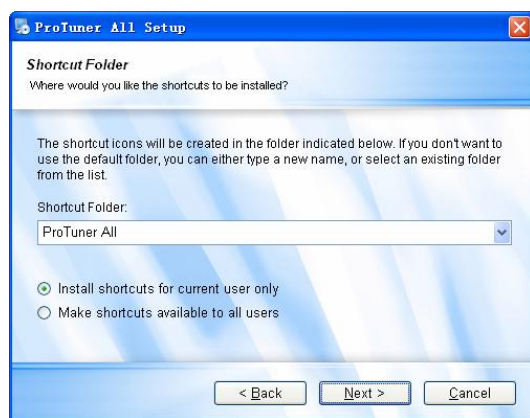 ProTuner All Setup
Shortcut Folder
Where would you like the shortcuts to be installed?
The shortcut icons will be created in the folder indicated below. If you don't want to
use the default folder, you can either type a new name, or select an existing folder
from the list.
Shortcut Folder:
ProTuner All
Install shortcuts for current user only
Make shortcuts available to all users
< Back Next > Cancel